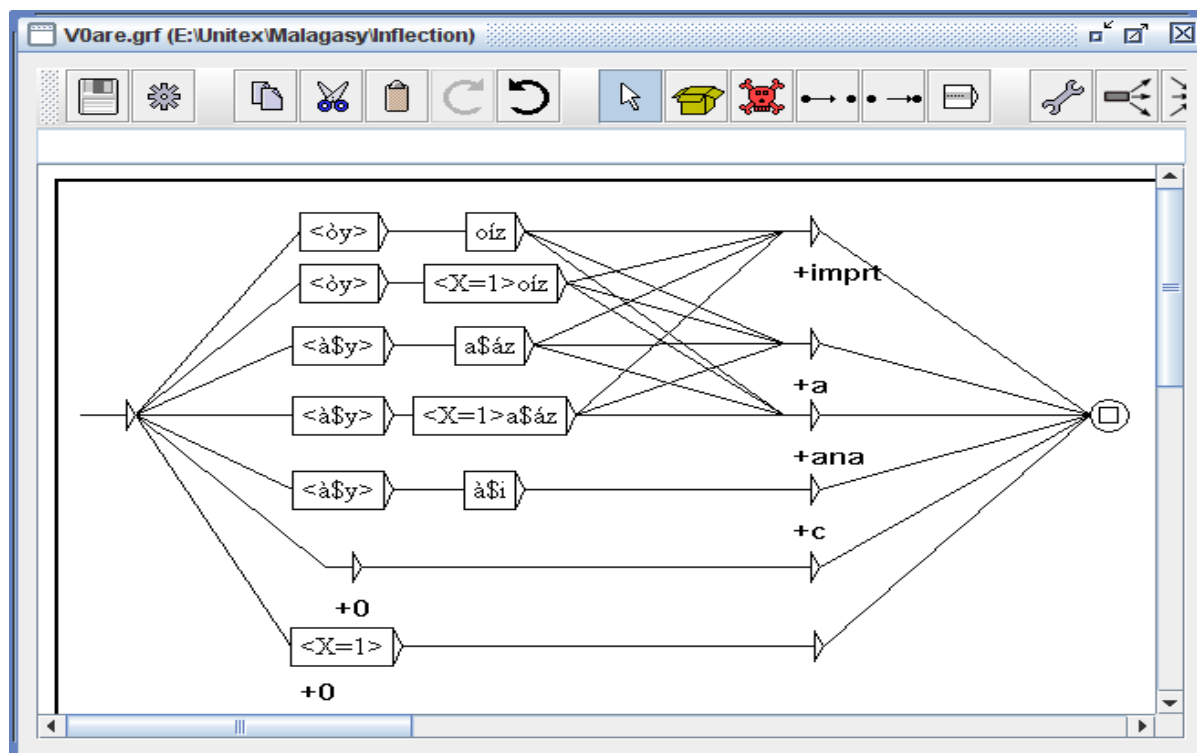 V0are.grf (E:\Unitex\Malagasy\Inflection)
<òy> oíz
+imprt
<òy> <X=1>oíz
<à$y> a$áz
+a
<à$y> <X=1>a$áz
+ana
<à$y> à$i
+c
+0
<X=1>
+0